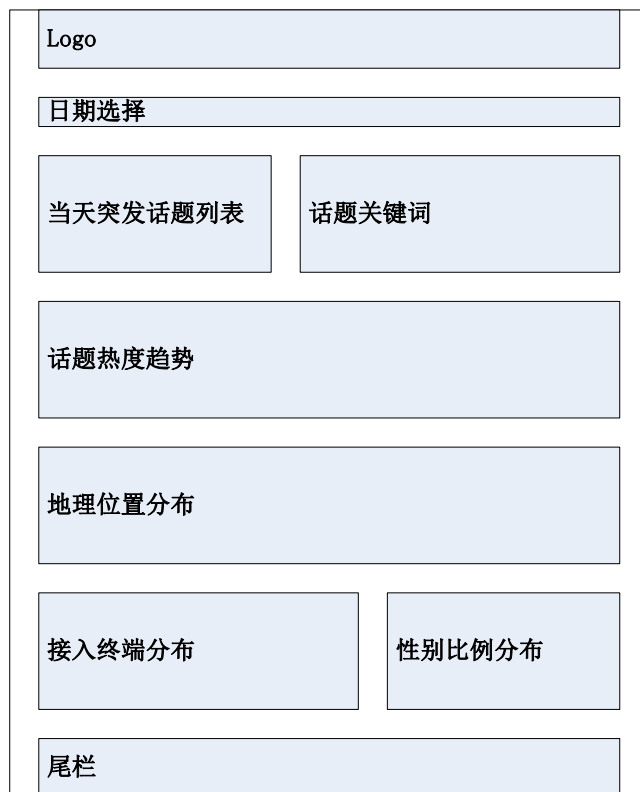 Logo
日期选择
当天突发话题列表
话题关键词
话题热度趋势
地理位置分布
接入终端分布
性别比例分布
尾栏